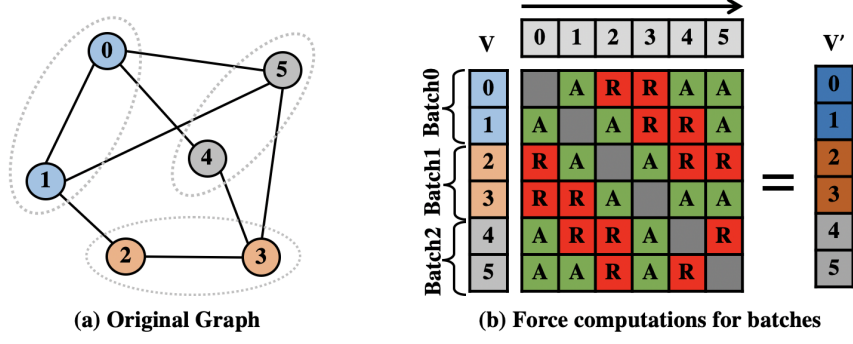 0
5
4
1
2
3
(a) Original Graph
V
0 1 2 3 4 5
V'
Batch0
Batch1
Batch2
0 A R R A A 0
1 A A R R A 1
2 R A A R R 2
3 R R A A A 3
4 A R R A R 4
5 A A R A R 5
=
(b) Force computations for batches